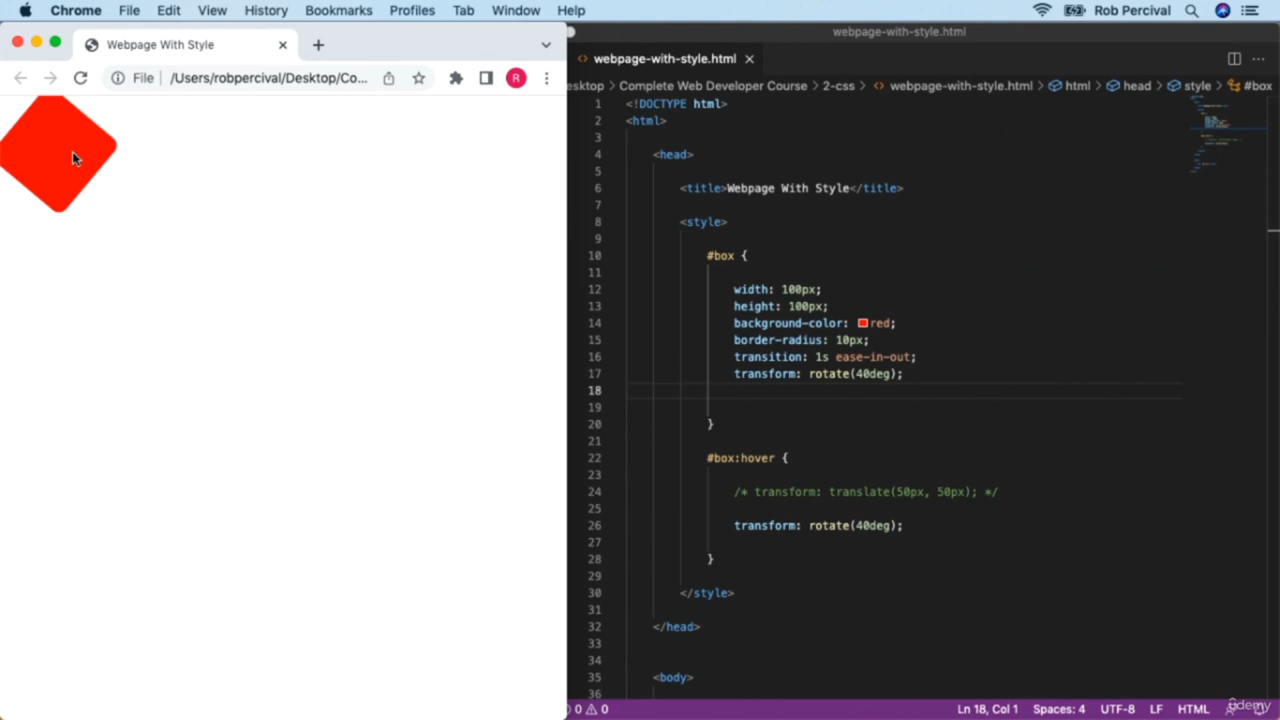 Chrome File Edit View History Bookmarks Profiles Tab Window Help Rob Percival
Webpage With Style
File /Users/robpercival/Desktop/Co... R
webpage-with-style.html
webpage-with-style.html
esktop > Complete Web Developer Course > 2-css > webpage-with-style.html > html > head > style > #box
1 <!DOCTYPE html>
2 <html>
3
4 <head>
5
6 <title>Webpage With Style</title>
7
8 <style>
9
10 #box {
11
12 width: 100px;
13 height: 100px;
14 background-color: red;
15 border-radius: 10px;
16 transition: 1s ease-in-out;
17 transform: rotate(40deg);
18
19
20 }
21
22 #box:hover {
23
24 /* transform: translate(50px, 50px); */
25
26 transform: rotate(40deg);
27
28 }
29
30 </style>
31
32 </head>
33
34
35 <body>
36
0 0 Ln 18, Col 1 Spaces: 4 UTF-8 LF HTML
ûdemy